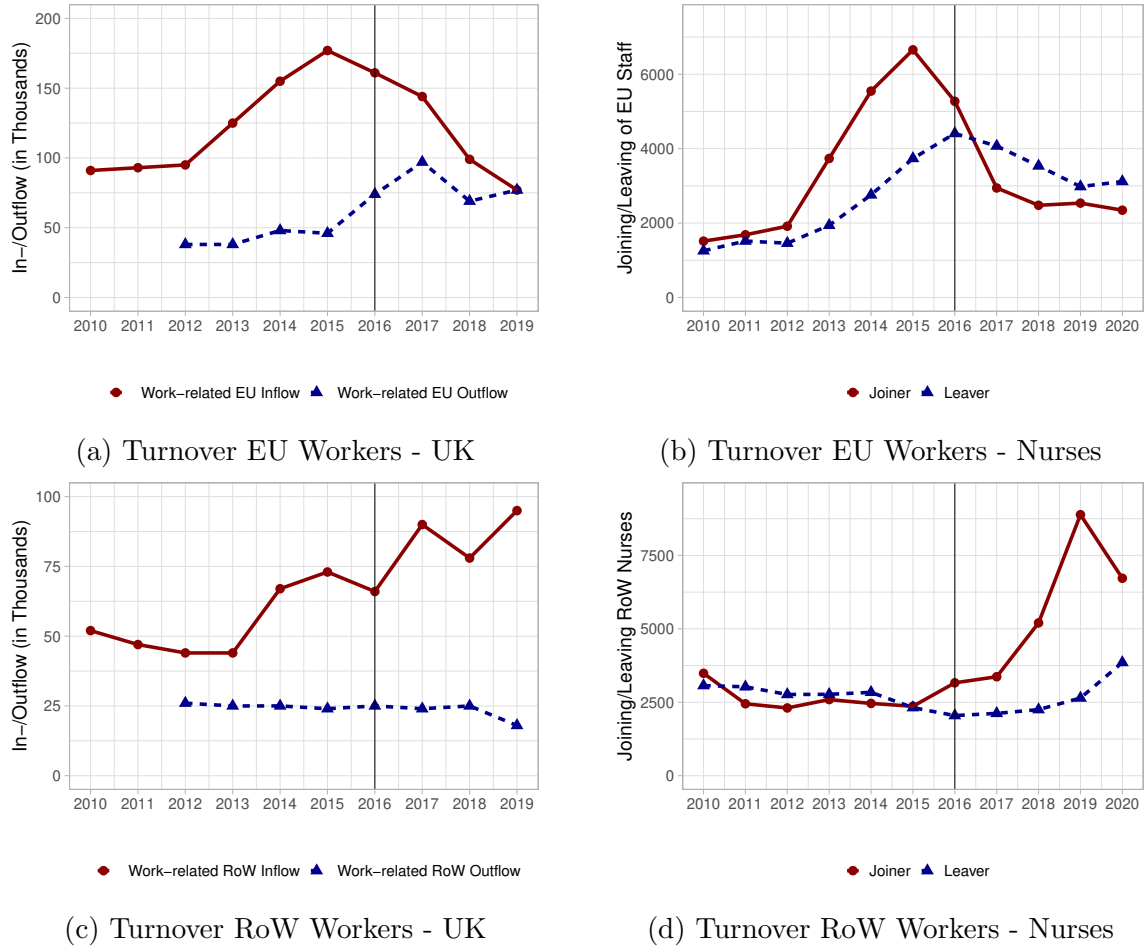 In-/Outflow (in Thousands)
200
150
100
50
0
2010 2011 2012 2013 2014 2015 2016 2017 2018 2019
Work-related EU Inflow Work-related EU Outflow
(a) Turnover EU Workers - UK
Joining/Leaving of EU Staff
6000
4000
2000
0
2010 2011 2012 2013 2014 2015 2016 2017 2018 2019 2020
Joiner Leaver
(b) Turnover EU Workers - Nurses
In-/Outflow (in Thousands)
100
75
50
25
0
2010 2011 2012 2013 2014 2015 2016 2017 2018 2019
Work-related RoW Inflow Work-related RoW Outflow
(c) Turnover RoW Workers - UK
Joining/Leaving RoW Nurses
7500
5000
2500
0
2010 2011 2012 2013 2014 2015 2016 2017 2018 2019 2020
Joiner Leaver
(d) Turnover RoW Workers - Nurses